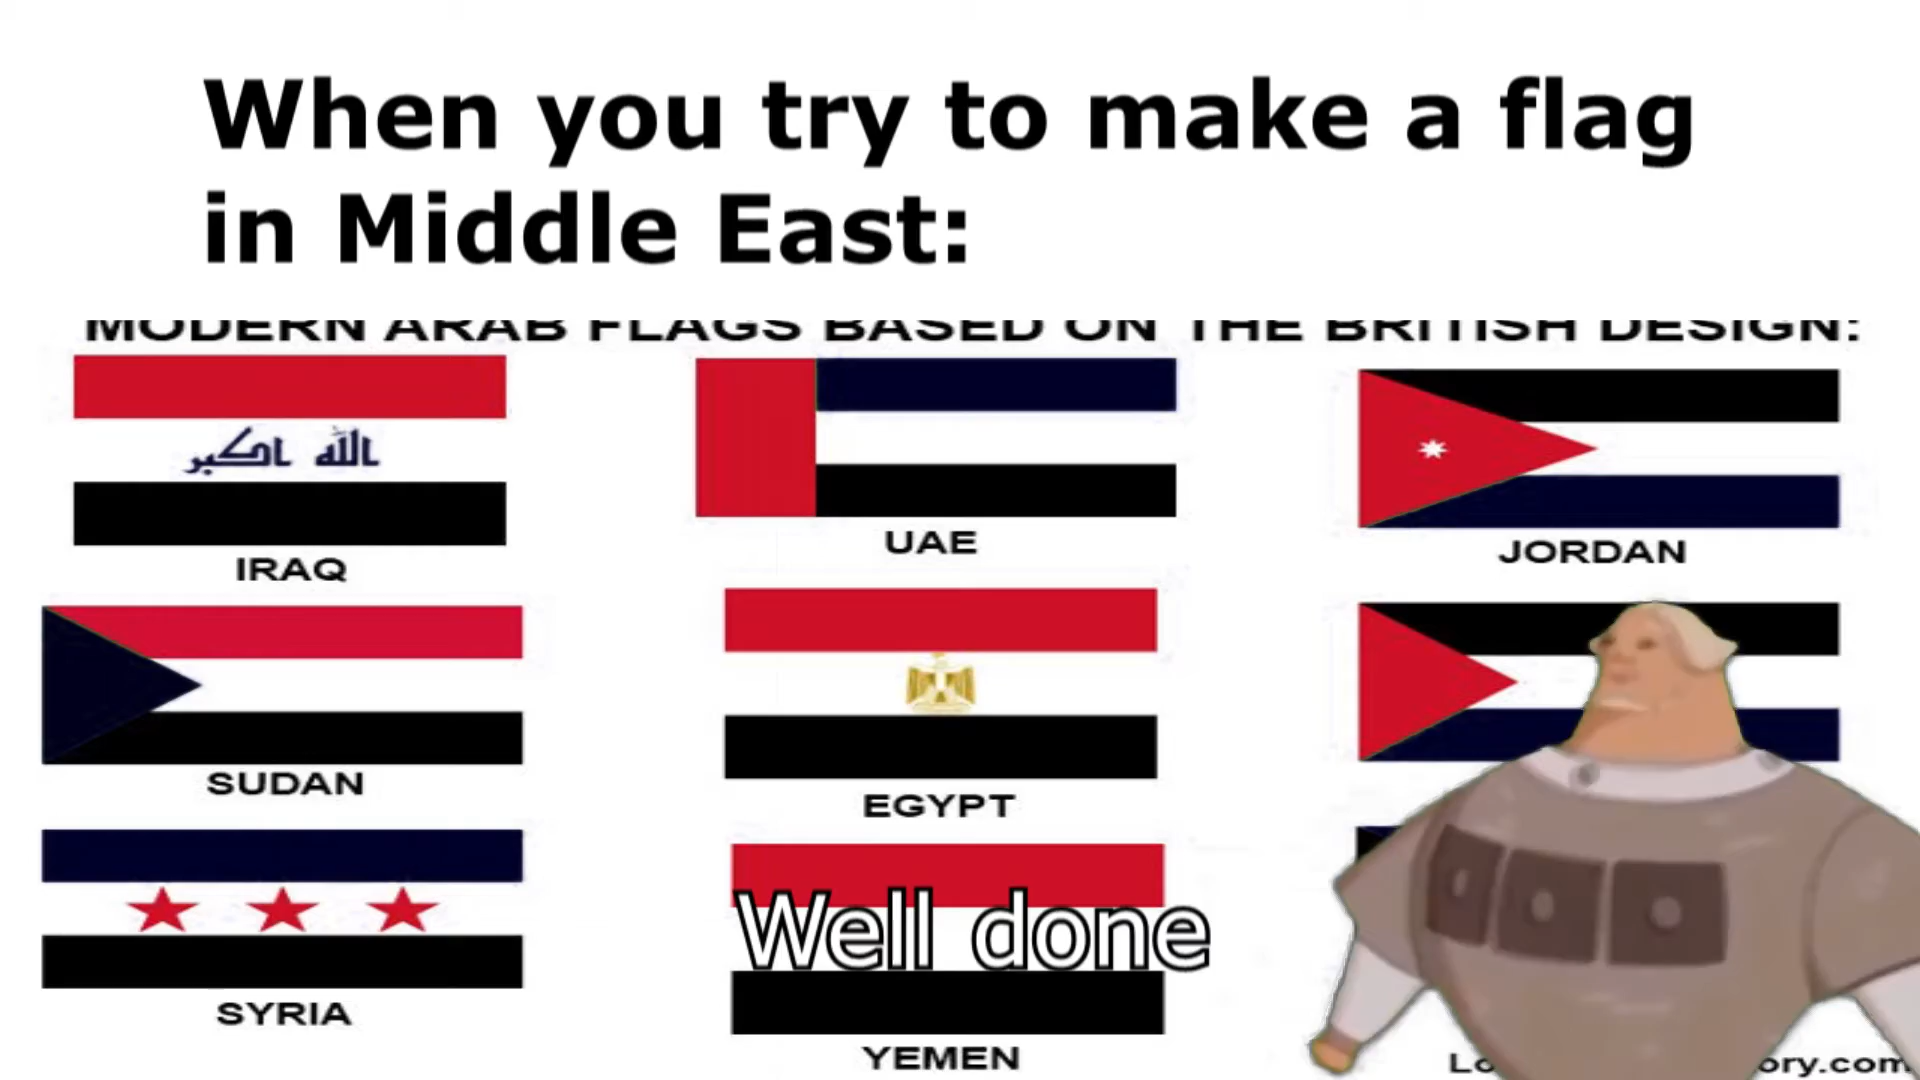 When you try to make a flag
in Middle East:
MODERN ARAB FLAGS BASED ON THE BRITISH DESIGN:
الله اكبر
IRAQ
UAE
JORDAN
SUDAN
EGYPT
Well done
SYRIA
YEMEN